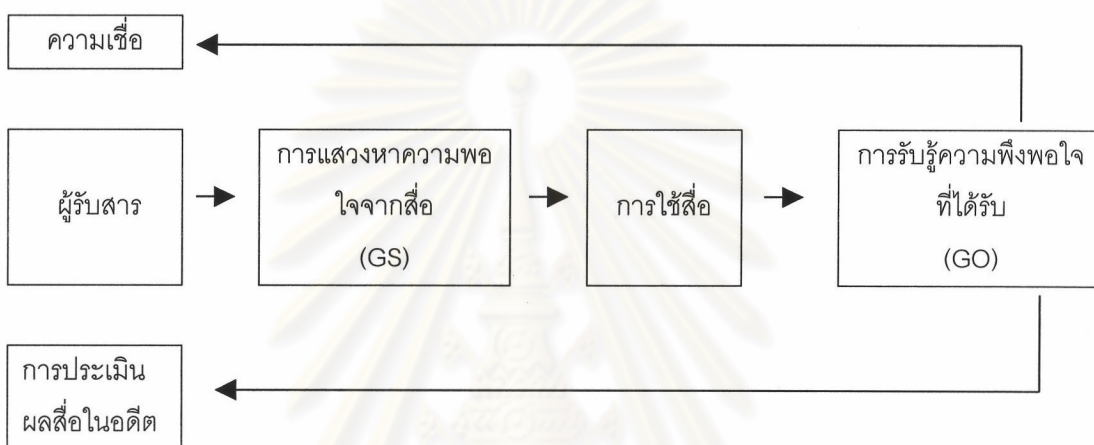 ความเชื่อ
ผู้รับสาร
การแสวงหาความพอ
ใจจากสื่อ
(GS)
การใช้สื่อ
การรับรู้ความพึงพอใจ
ที่ได้รับ
(GO)
การประเมิน
ผลสื่อในอดีต